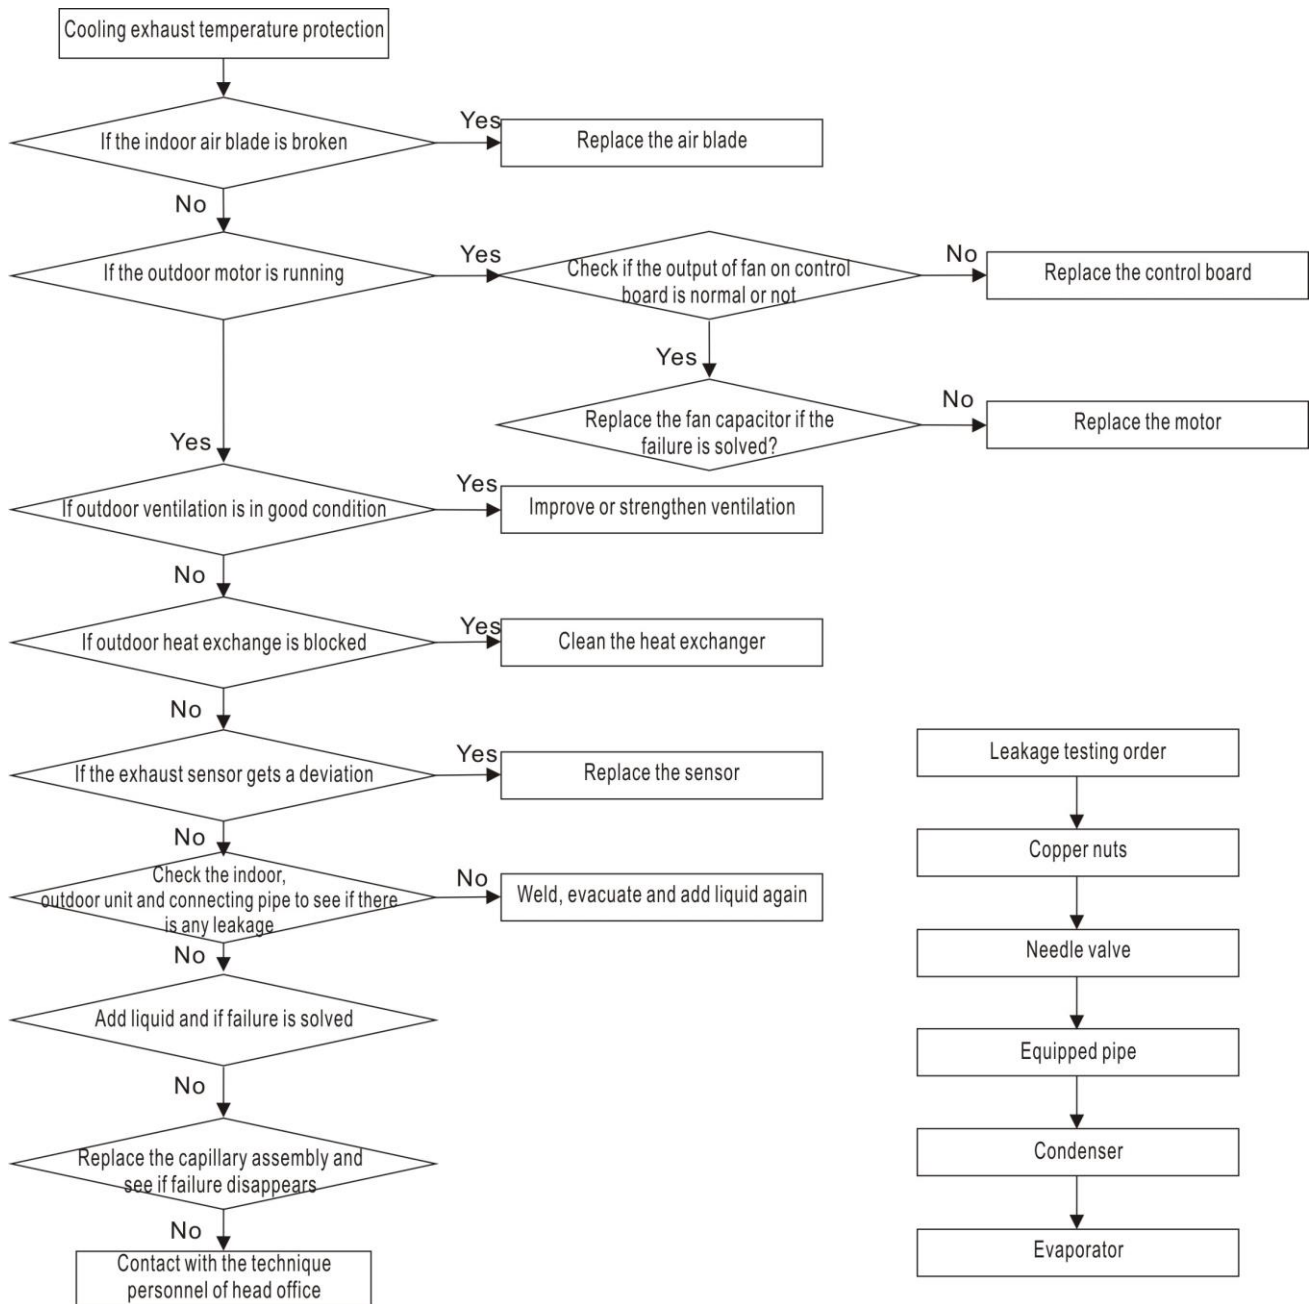 Cooling exhaust temperature protection
If the indoor air blade is broken
Yes
Replace the air blade
No
If the outdoor motor is running
Yes
Check if the output of fan on control
board is normal or not
No
Replace the control board
Yes
Replace the fan capacitor if the
failure is solved?
No
Replace the motor
Yes
If outdoor ventilation is in good condition
Yes
Improve or strengthen ventilation
No
If outdoor heat exchange is blocked
Yes
Clean the heat exchanger
No
If the exhaust sensor gets a deviation
Yes
Replace the sensor
No
Check the indoor,
outdoor unit and connecting pipe to see if there
is any leakage
No
Weld, evacuate and add liquid again
No
Add liquid and if failure is solved
No
Replace the capillary assembly and
see if failure disappears
No
Contact with the technique
personnel of head office
Leakage testing order
Copper nuts
Needle valve
Equipped pipe
Condenser
Evaporator